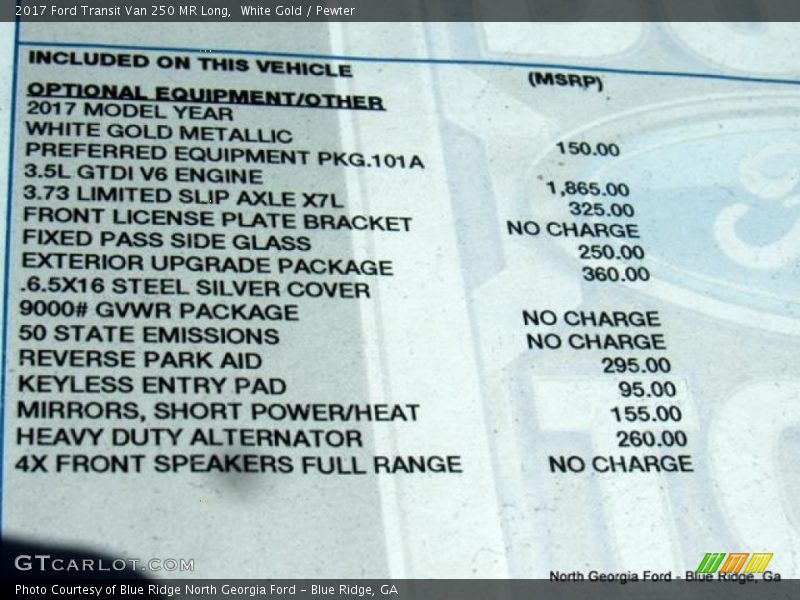 2017 Ford Transit Van 250 MR Long, White Gold / Pewter
INCLUDED ON THIS VEHICLE (MSRP)
OPTIONAL EQUIPMENT/OTHER
2017 MODEL YEAR
WHITE GOLD METALLIC 150.00
PREFERRED EQUIPMENT PKG.101A
3.5L GTDI V6 ENGINE 1,865.00
3.73 LIMITED SLIP AXLE X7L 325.00
FRONT LICENSE PLATE BRACKET NO CHARGE
FIXED PASS SIDE GLASS 250.00
EXTERIOR UPGRADE PACKAGE 360.00
.6.5X16 STEEL SILVER COVER
9000# GVWR PACKAGE NO CHARGE
50 STATE EMISSIONS NO CHARGE
REVERSE PARK AID 295.00
KEYLESS ENTRY PAD 95.00
MIRRORS, SHORT POWER/HEAT 155.00
HEAVY DUTY ALTERNATOR 260.00
4X FRONT SPEAKERS FULL RANGE NO CHARGE
GTCARLOT.COM
North Georgia Ford - Blue Ridge, Ga
Photo Courtesy of Blue Ridge North Georgia Ford - Blue Ridge, GA